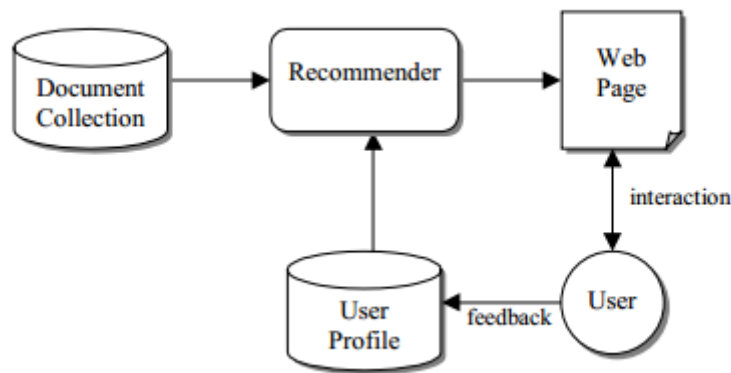 Document
Collection
Recommender
Web
Page
interaction
User
Profile
feedback
User